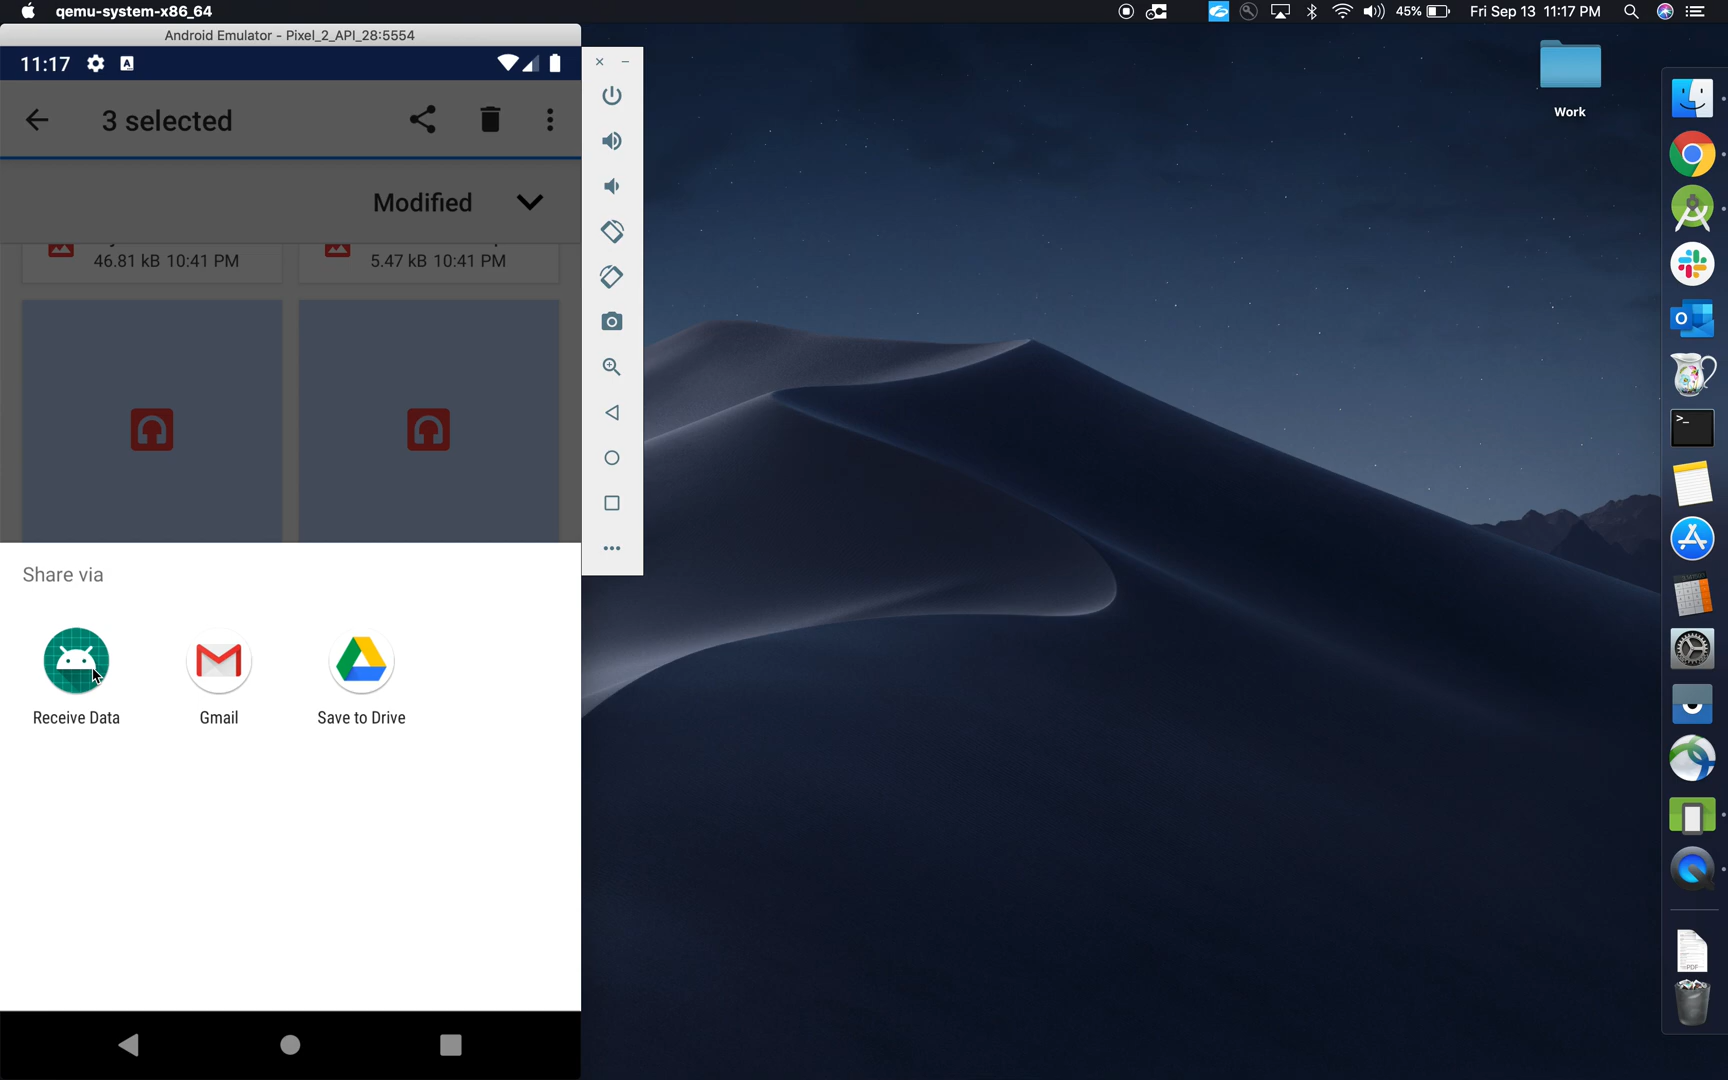 qemu-system-x86_64
45%
Fri Sep 13 11:17 PM
Android Emulator - Pixel_2_API_28:5554
11:17
A
3 selected
Modified
46.81 kB 10:41 PM
5.47 kB 10:41 PM
Share via
Receive Data
Gmail
Save to Drive
Work
PDF